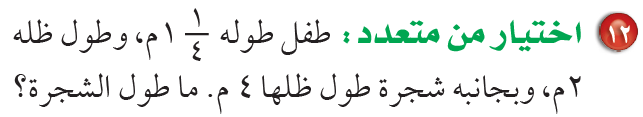 ١٢ اختيار من متعدد : طفل طوله ١ ١/٤ م، وطول ظله
٢م، وبجانبه شجرة طول ظلها ٤ م. ما طول الشجرة؟